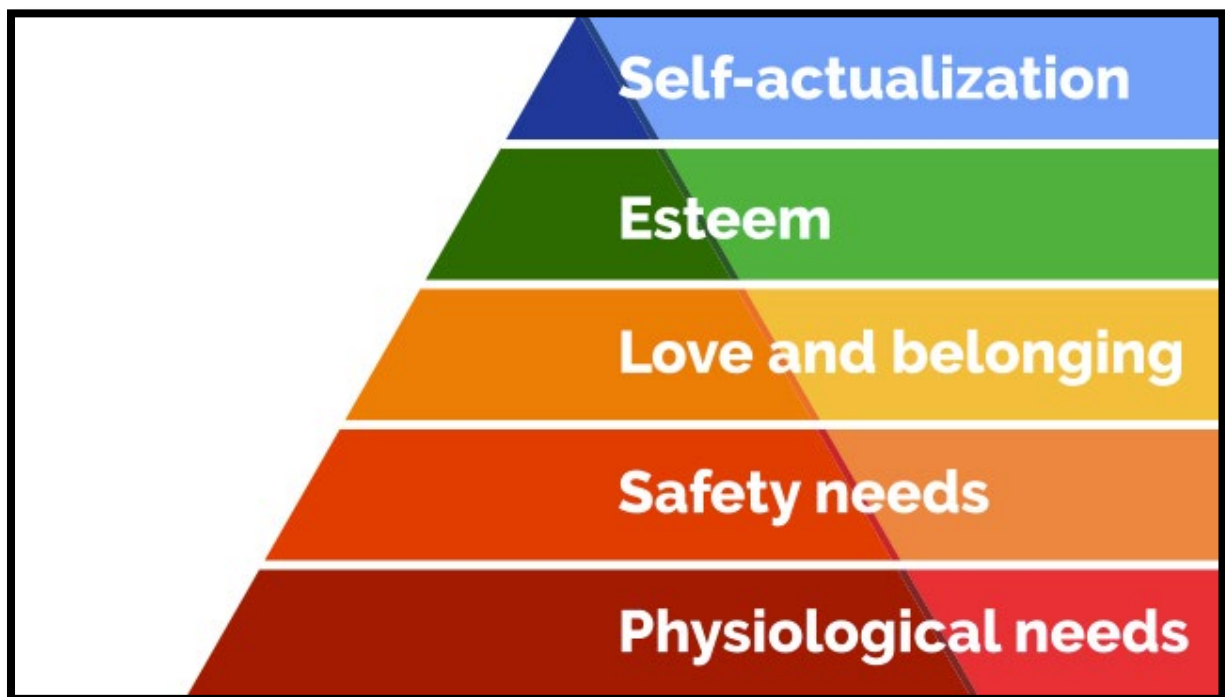 Self-actualization
Esteem
Love and belonging
Safety needs
Physiological needs